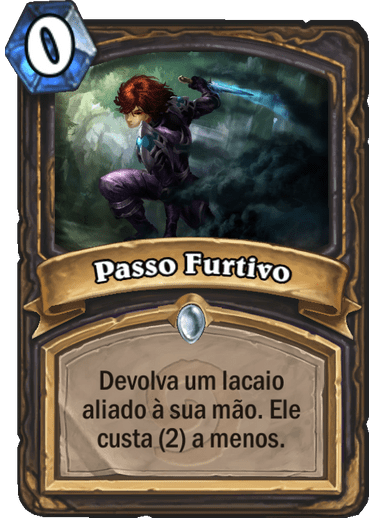 0
Passo Furtivo
Devolva um lacaio
aliado à sua mão. Ele
custa (2) a menos.